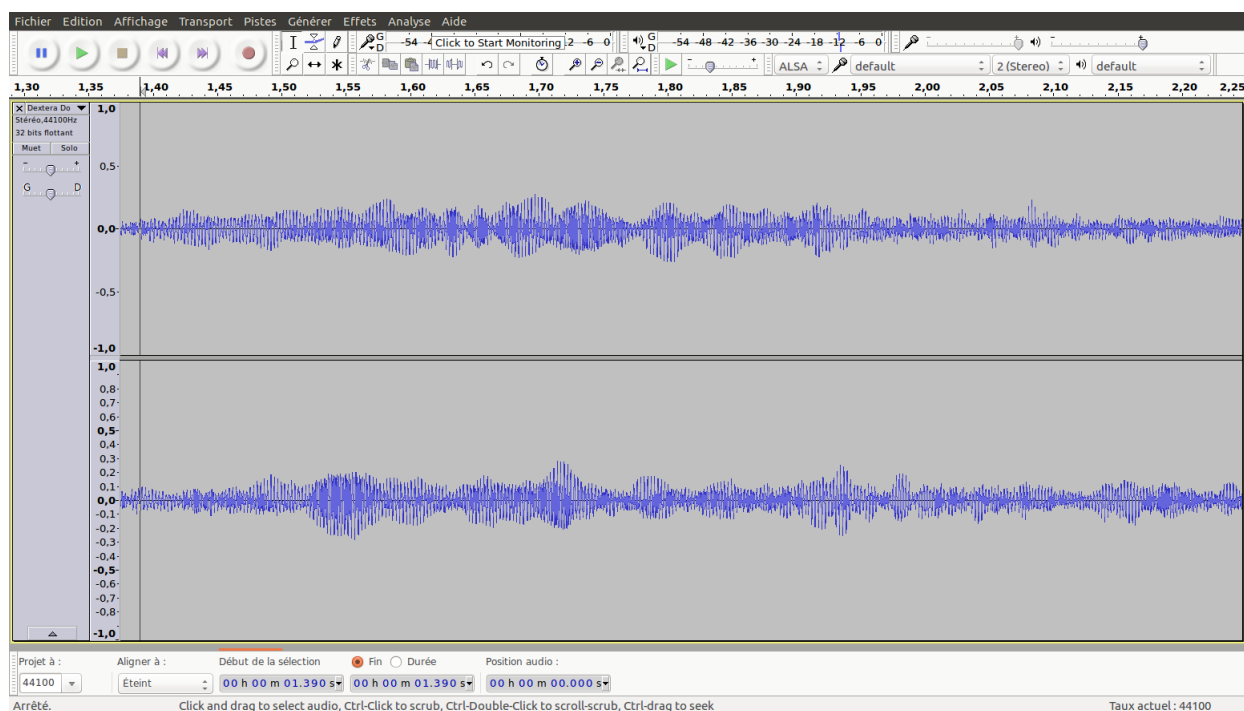 Fichier Edition Affichage Transport Pistes Générer Effets Analyse Aide
G D -54 -4 Click to Start Monitoring 2 -6 0 G D -54 -48 -42 -36 -30 -24 -18 -12 -6 0
ALSA default 2 (Stereo) default
1,30 1,35 1,40 1,45 1,50 1,55 1,60 1,65 1,70 1,75 1,80 1,85 1,90 1,95 2,00 2,05 2,10 2,15 2,20 2,25
X Dextera Do
Stéréo,44100Hz
32 bits flottant
Muet Solo
- +
G D
1,0
0,5
0,0
-0,5
-1,0
1,0
0,8
0,7
0,6
0,5
0,4
0,3
0,2
0,1
0,0
-0,1
-0,2
-0,3
-0,4
-0,5
-0,6
-0,7
-0,8
-1,0
Projet à : Aligner à : Début de la sélection Fin Durée Position audio :
44100 Éteint 00 h 00 m 01.390 s 00 h 00 m 01.390 s 00 h 00 m 00.000 s
Arrêté. Click and drag to select audio, Ctrl-Click to scrub, Ctrl-Double-Click to scroll-scrub, Ctrl-drag to seek Taux actuel : 44100